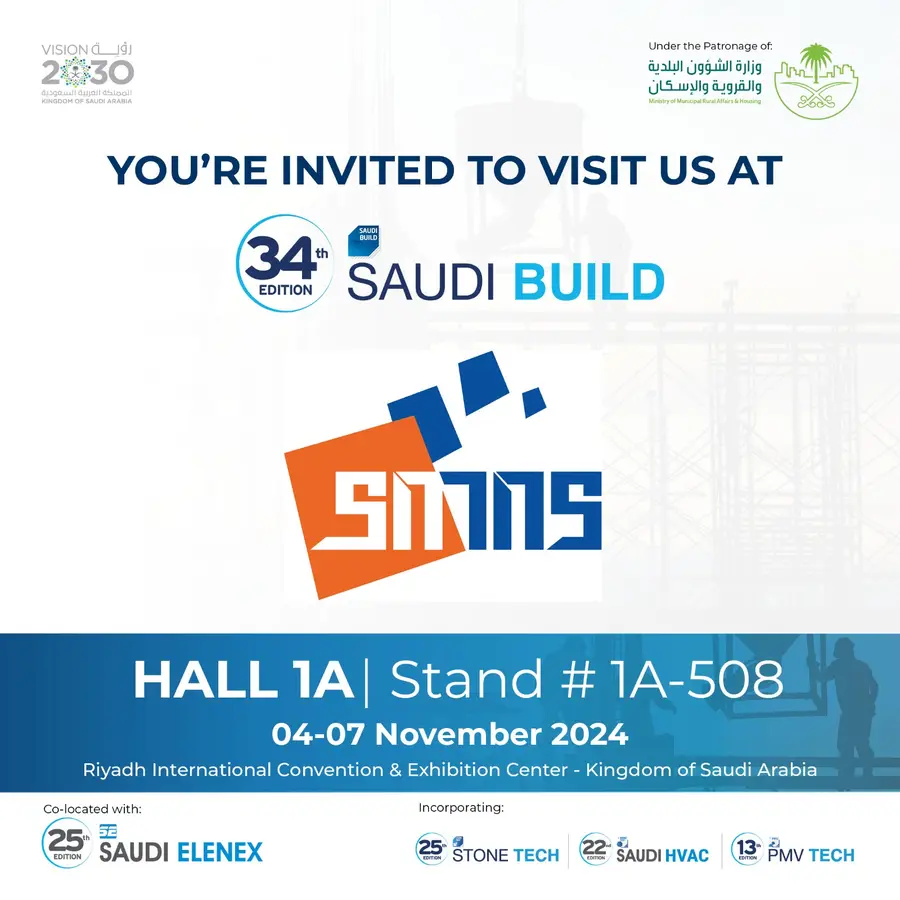 VISION رؤيــــة
2030
المملكة العربية السعودية
KINGDOM OF SAUDI ARABIA
Under the Patronage of:
وزارة الشؤون البلدية
والقروية والإسكان
Ministry of Municipal Rural Affairs & Housing
YOU’RE INVITED TO VISIT US AT
34th
EDITION
SAUDI
BUILD
SAUDI BUILD
smns
HALL 1A | Stand # 1A-508
04-07 November 2024
Riyadh International Convention & Exhibition Center - Kingdom of Saudi Arabia
Co-located with:
25th
EDITION
SE
SAUDI ELENEX
Incorporating:
25th
EDITION
STONE TECH
22nd
EDITION
SAUDI HVAC
13th
EDITION
PMV TECH